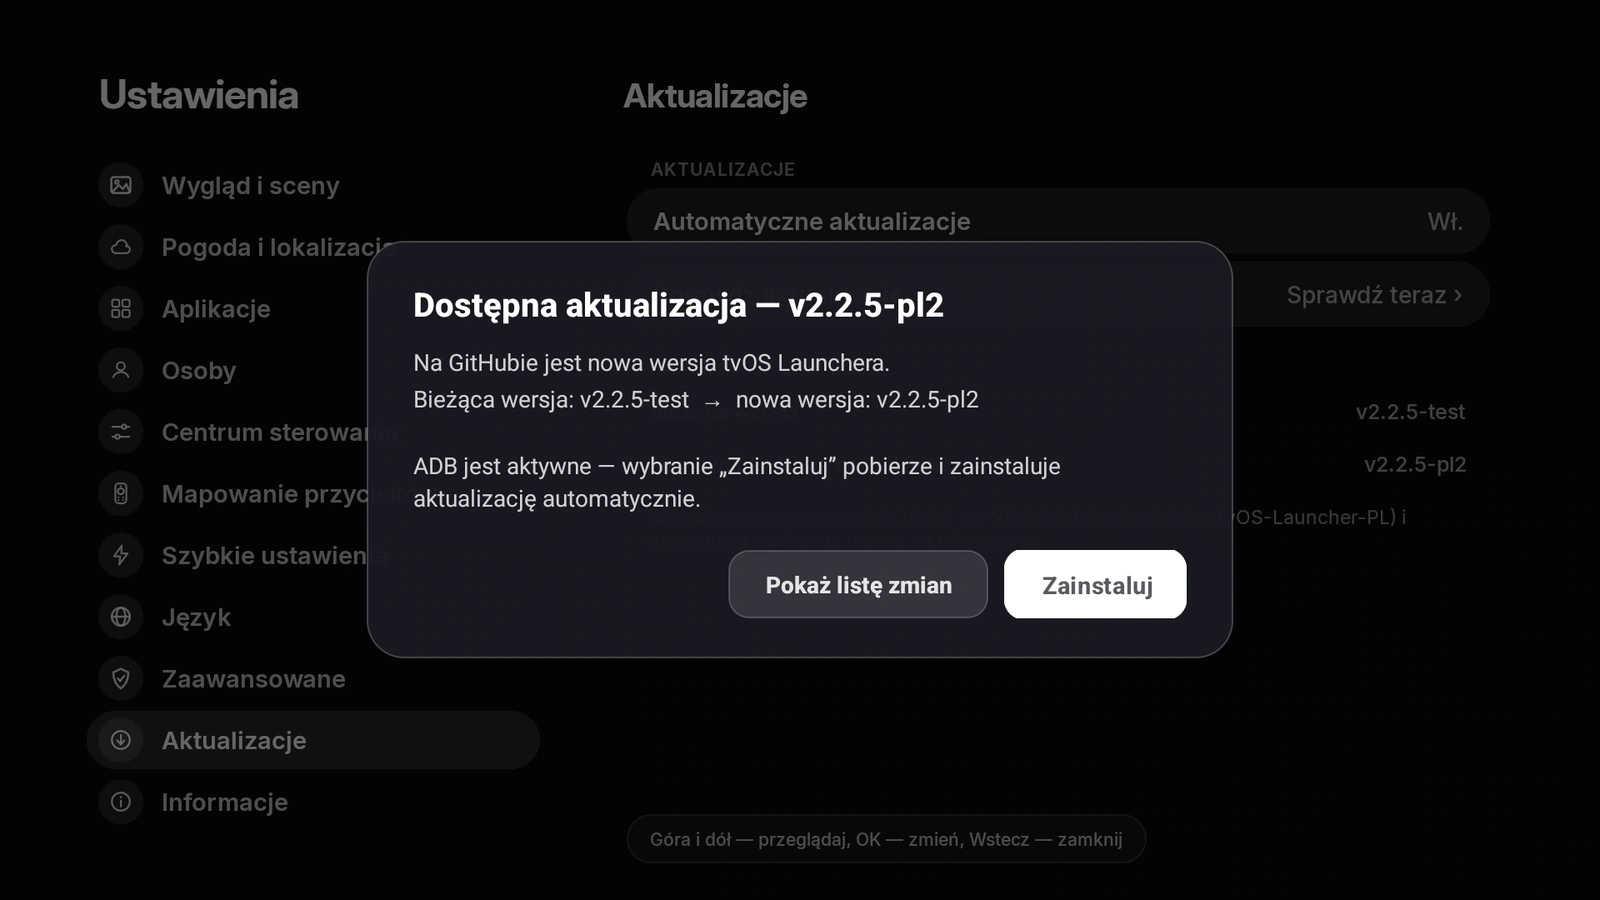 Ustawienia
Wygląd i sceny
Pogoda i lokalizacja
Aplikacje
Osoby
Centrum sterowania
Mapowanie przycisków
Szybkie ustawienia
Język
Zaawansowane
Aktualizacje
Informacje
Aktualizacje
AKTUALIZACJE
Automatyczne aktualizacje Wł.
Sprawdź teraz ›
v2.2.5-test
v2.2.5-pl2
tvOS-Launcher-PL) i
Dostępna aktualizacja — v2.2.5-pl2
Na GitHubie jest nowa wersja tvOS Launchera.
Bieżąca wersja: v2.2.5-test → nowa wersja: v2.2.5-pl2
ADB jest aktywne — wybranie „Zainstaluj” pobierze i zainstaluje
aktualizację automatycznie.
Pokaż listę zmian
Zainstaluj
Góra i dół — przeglądaj, OK — zmień, Wstecz — zamknij